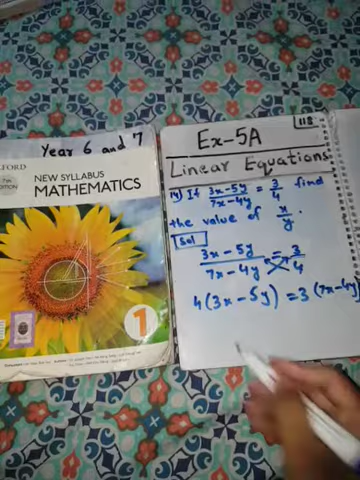 Year 6 and 7
7TH EDITION
NEW SYLLABUS
MATHEMATICS
1
118
Ex-5A
Linear Equations
14) If (3x-5y)/(7x-4y) = 3/4 find
the value of x/y.
Sol
(3x-5y)/(7x-4y) = 3/4
4(3x-5y) = 3(7x-4y)